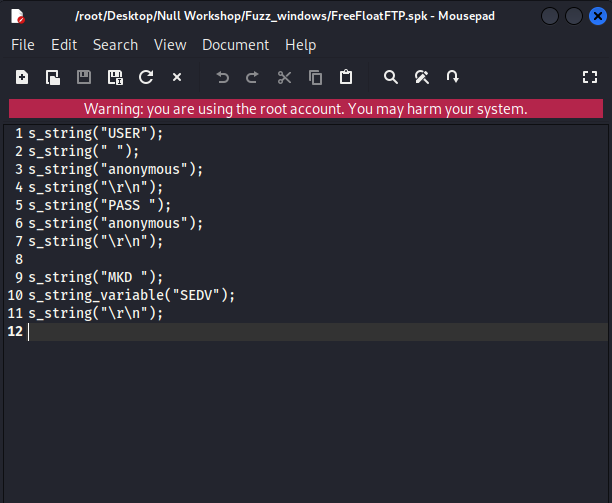 /root/Desktop/Null Workshop/Fuzz_windows/FreeFloatFTP.spk - Mousepad
File Edit Search View Document Help
Warning: you are using the root account. You may harm your system.
1 s_string("USER");
2 s_string(" ");
3 s_string("anonymous");
4 s_string("\r\n");
5 s_string("PASS ");
6 s_string("anonymous");
7 s_string("\r\n");
8
9 s_string("MKD ");
10 s_string_variable("SEDV");
11 s_string("\r\n");
12